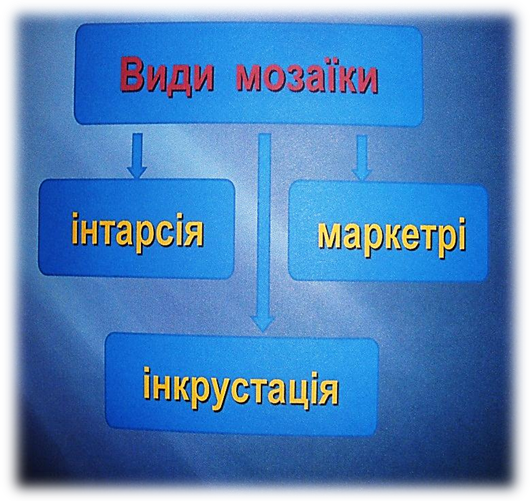 Види мозаїки
інтарсія
маркетрі
інкрустація